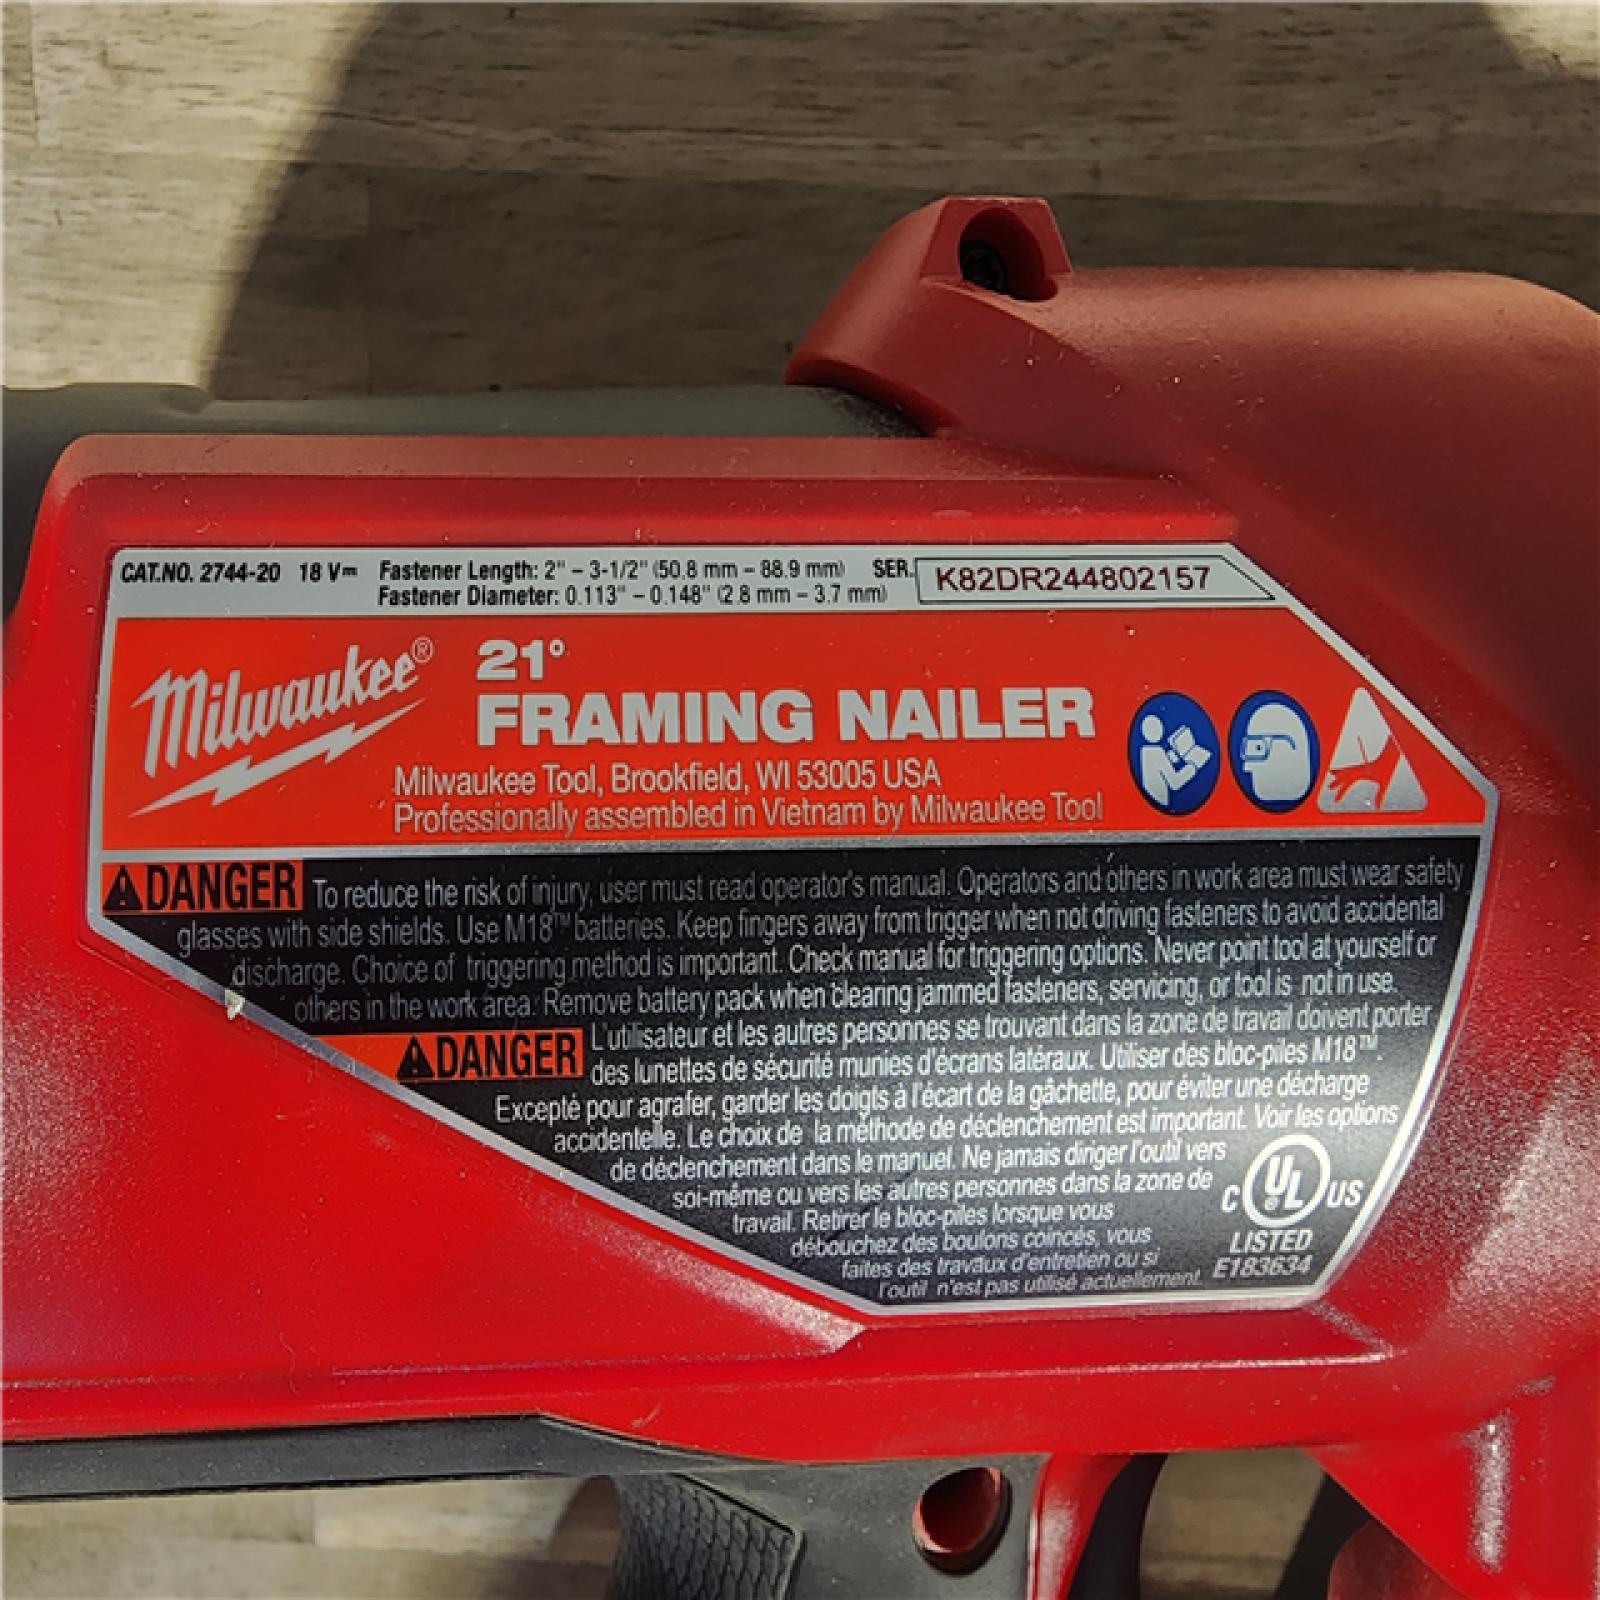 CAT.NO. 2744-20 18 V⎓ Fastener Length: 2" – 3-1/2" (50.8 mm – 88.9 mm) SER. K82DR244802157
Fastener Diameter: 0.113" – 0.148" (2.8 mm – 3.7 mm)
Milwaukee®
21°
FRAMING NAILER
Milwaukee Tool, Brookfield, WI 53005 USA
Professionally assembled in Vietnam by Milwaukee Tool
⚠DANGER To reduce the risk of injury, user must read operator's manual. Operators and others in work area must wear safety
glasses with side shields. Use M18™ batteries. Keep fingers away from trigger when not driving fasteners to avoid accidental
discharge. Choice of triggering method is important. Check manual for triggering options. Never point tool at yourself or
others in the work area. Remove battery pack when clearing jammed fasteners, servicing, or tool is not in use.
⚠DANGER L'utilisateur et les autres personnes se trouvant dans la zone de travail doivent porter
des lunettes de sécurité munies d'écrans latéraux. Utiliser des bloc-piles M18™.
Excepté pour agrafer, garder les doigts à l'écart de la gâchette, pour éviter une décharge
accidentelle. Le choix de la méthode de déclenchement est important. Voir les options
de déclenchement dans le manuel. Ne jamais diriger l'outil vers
soi-même ou vers les autres personnes dans la zone de
travail. Retirer le bloc-piles lorsque vous
débouchez des boulons coincés, vous
faites des travaux d'entretien ou si
l'outil n'est pas utilisé actuellement.
C UL® US
LISTED
E183634